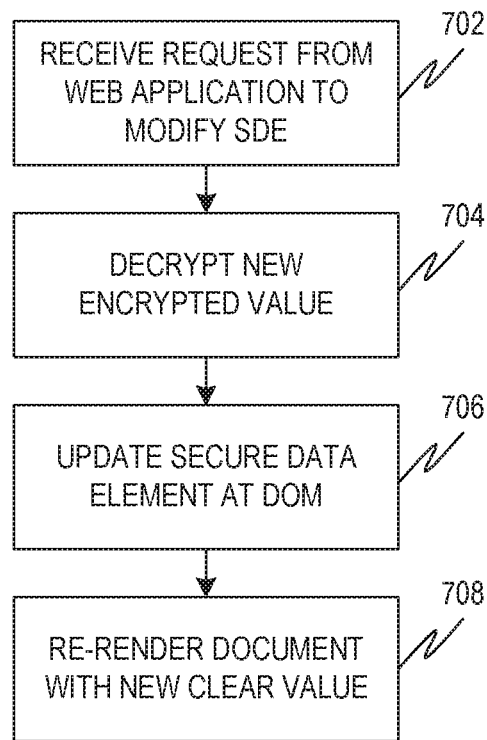 702
RECEIVE REQUEST FROM
WEB APPLICATION TO
MODIFY SDE
704
DECRYPT NEW
ENCRYPTED VALUE
706
UPDATE SECURE DATA
ELEMENT AT DOM
708
RE-RENDER DOCUMENT
WITH NEW CLEAR VALUE